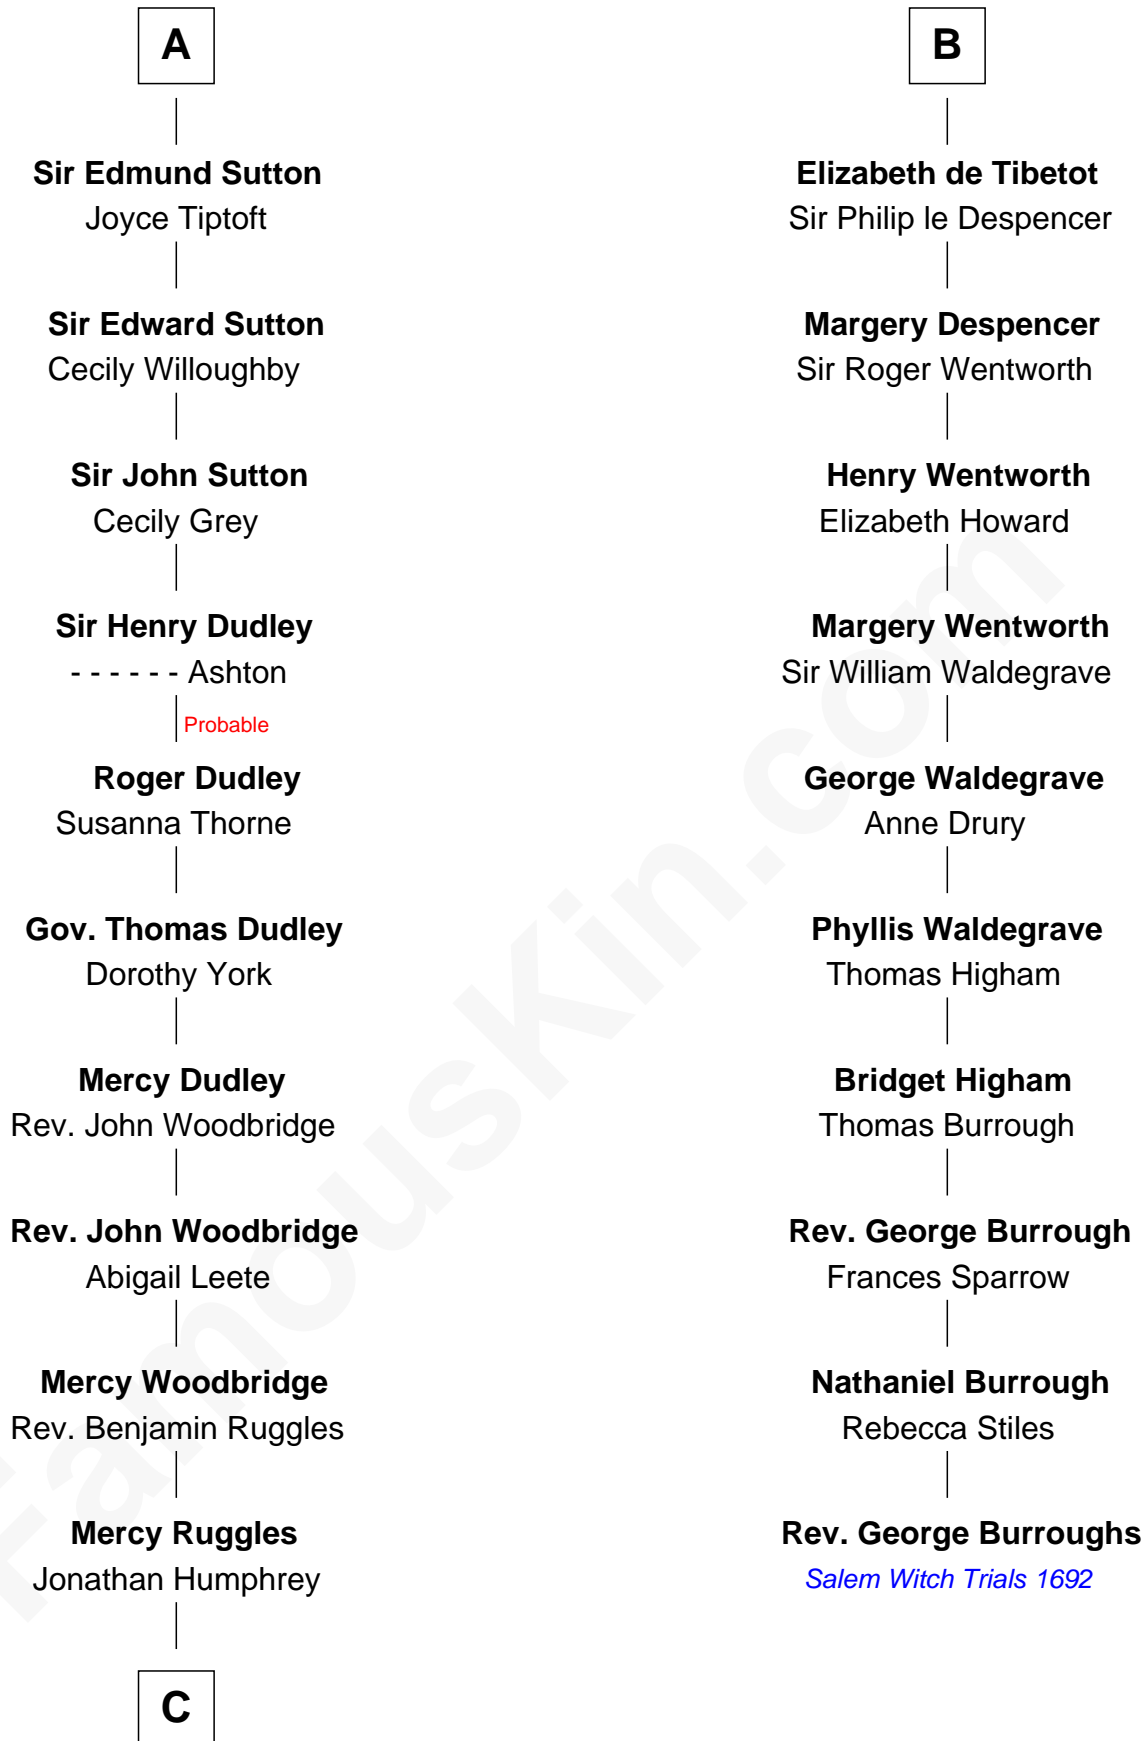 A
Sir Edmund Sutton
Joyce Tiptoft
Sir Edward Sutton
Cecily Willoughby
Sir John Sutton
Cecily Grey
Sir Henry Dudley
- - - - - - Ashton
Probable
Roger Dudley
Susanna Thorne
Gov. Thomas Dudley
Dorothy York
Mercy Dudley
Rev. John Woodbridge
Rev. John Woodbridge
Abigail Leete
Mercy Woodbridge
Rev. Benjamin Ruggles
Mercy Ruggles
Jonathan Humphrey
C
B
Elizabeth de Tibetot
Sir Philip le Despencer
Margery Despencer
Sir Roger Wentworth
Henry Wentworth
Elizabeth Howard
Margery Wentworth
Sir William Waldegrave
George Waldegrave
Anne Drury
Phyllis Waldegrave
Thomas Higham
Bridget Higham
Thomas Burrough
Rev. George Burrough
Frances Sparrow
Nathaniel Burrough
Rebecca Stiles
Rev. George Burroughs
Salem Witch Trials 1692
FamousKin.com